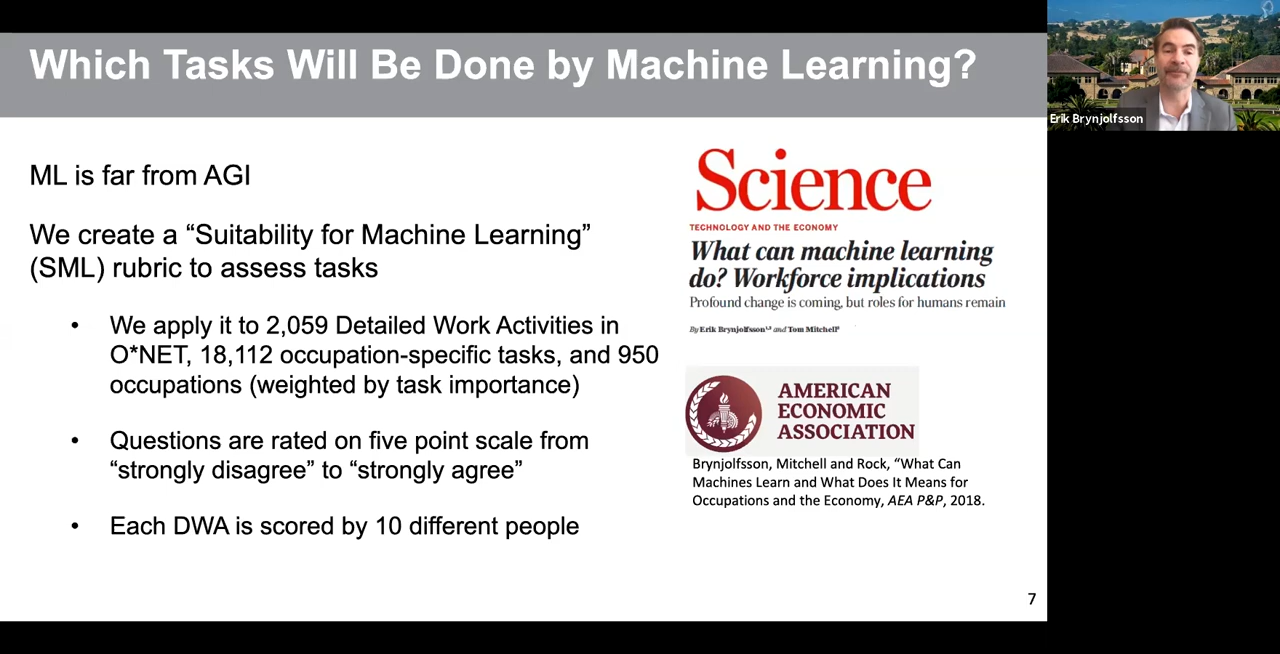 Which Tasks Will Be Done by Machine Learning?
Erik Brynjolfsson
ML is far from AGI
We create a “Suitability for Machine Learning”
(SML) rubric to assess tasks
• We apply it to 2,059 Detailed Work Activities in
O*NET, 18,112 occupation-specific tasks, and 950
occupations (weighted by task importance)
• Questions are rated on five point scale from
“strongly disagree” to “strongly agree”
• Each DWA is scored by 10 different people
Science
TECHNOLOGY AND THE ECONOMY
What can machine learning
do? Workforce implications
Profound change is coming, but roles for humans remain
By Erik Brynjolfsson¹,² and Tom Mitchell³
AMERICAN
ECONOMIC
ASSOCIATION
Brynjolfsson, Mitchell and Rock, “What Can
Machines Learn and What Does It Means for
Occupations and the Economy, AEA P&P, 2018.
7